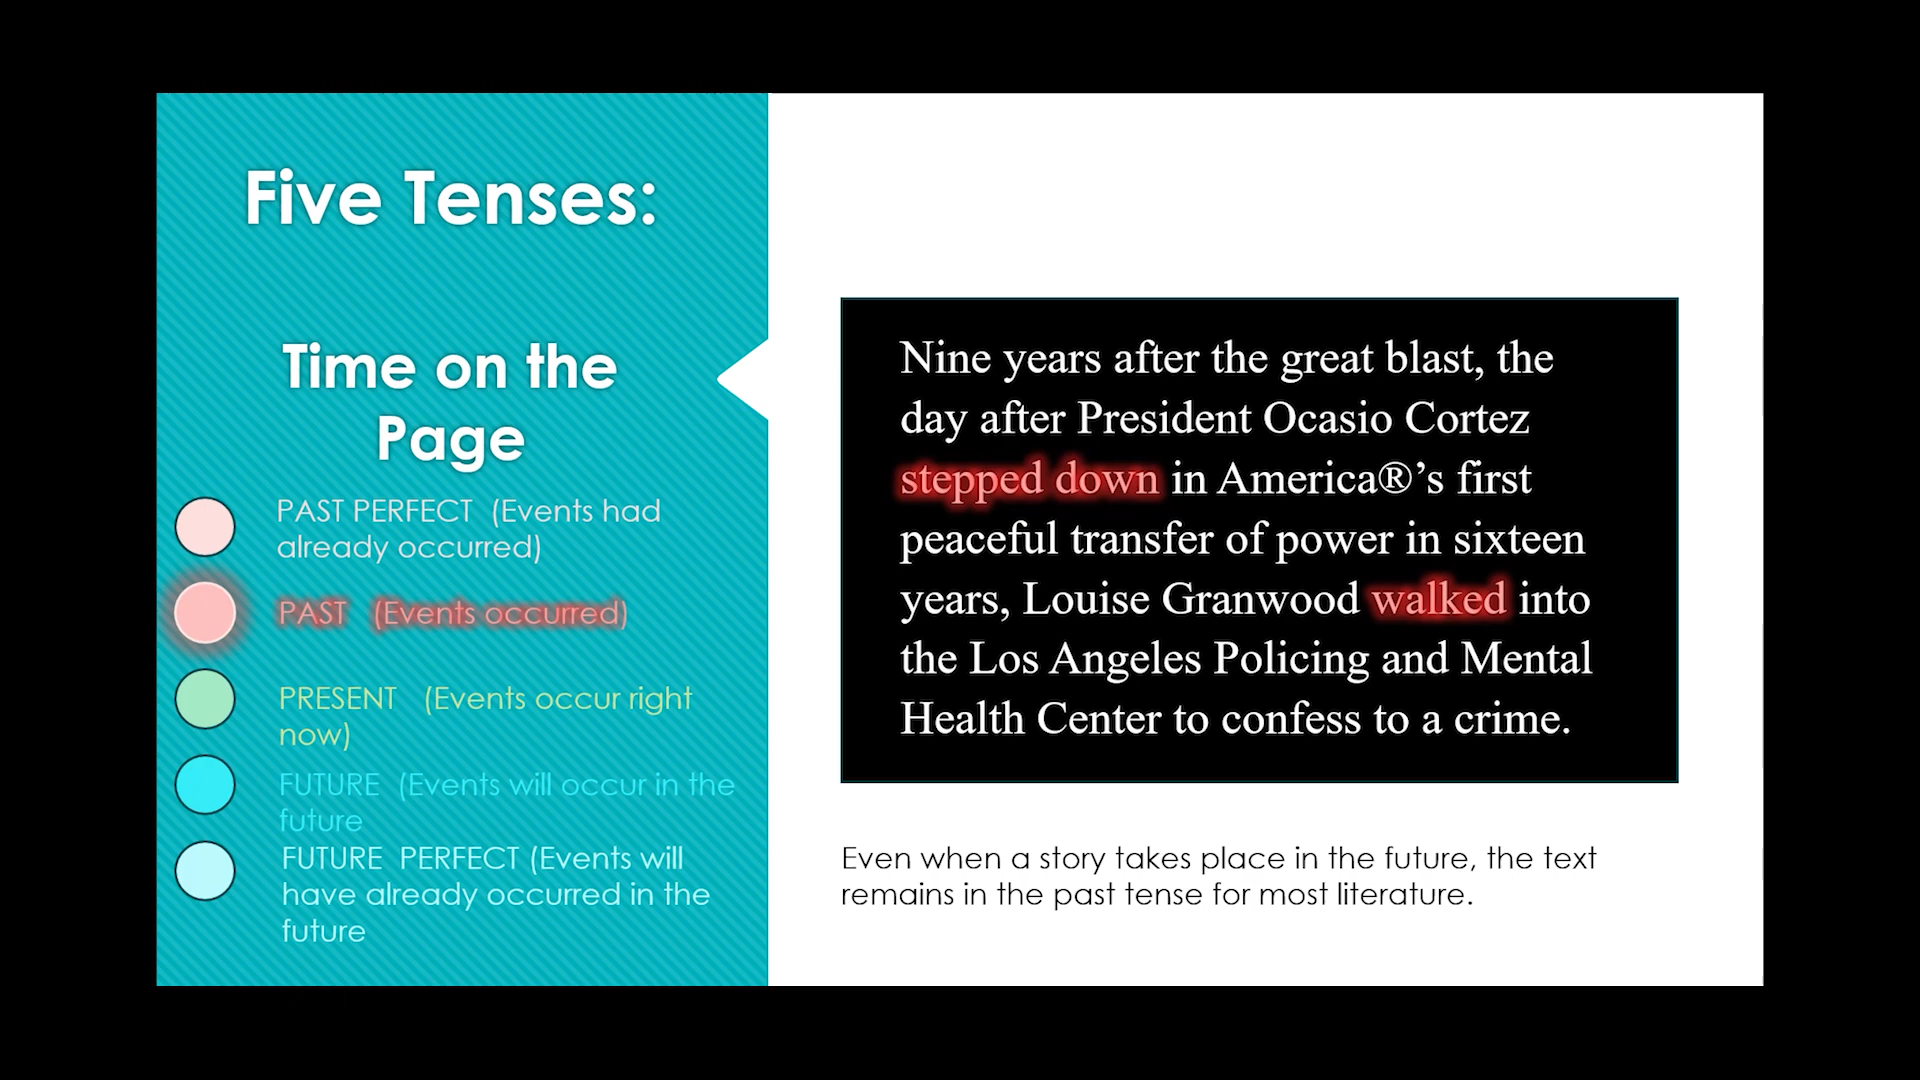 Five Tenses:
Time on the
Page
PAST PERFECT (Events had
already occurred)
PAST (Events occurred)
PRESENT (Events occur right
now)
FUTURE (Events will occur in the
future
FUTURE PERFECT (Events will
have already occurred in the
future
Nine years after the great blast, the
day after President Ocasio Cortez
stepped down in America®’s first
peaceful transfer of power in sixteen
years, Louise Granwood walked into
the Los Angeles Policing and Mental
Health Center to confess to a crime.
Even when a story takes place in the future, the text
remains in the past tense for most literature.